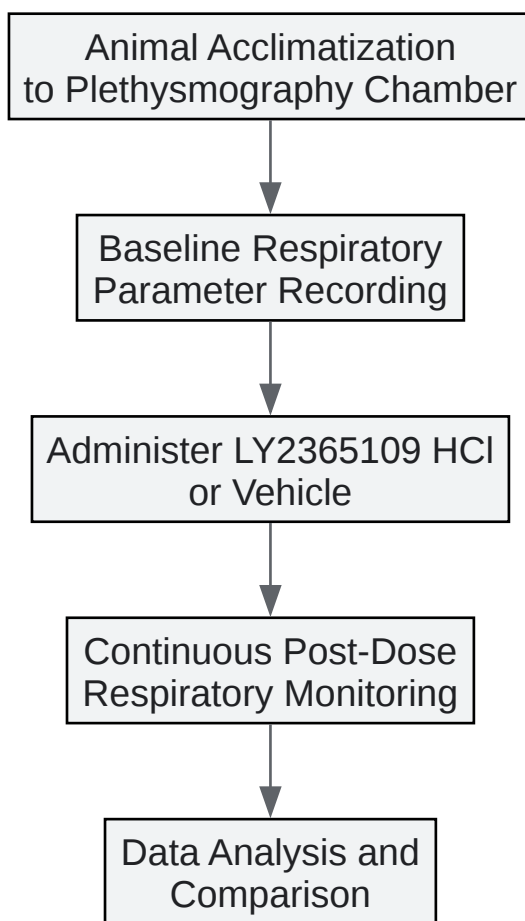 Animal Acclimatization
to Plethysmography Chamber
Baseline Respiratory
Parameter Recording
Administer LY2365109 HCl
or Vehicle
Continuous Post-Dose
Respiratory Monitoring
Data Analysis and
Comparison